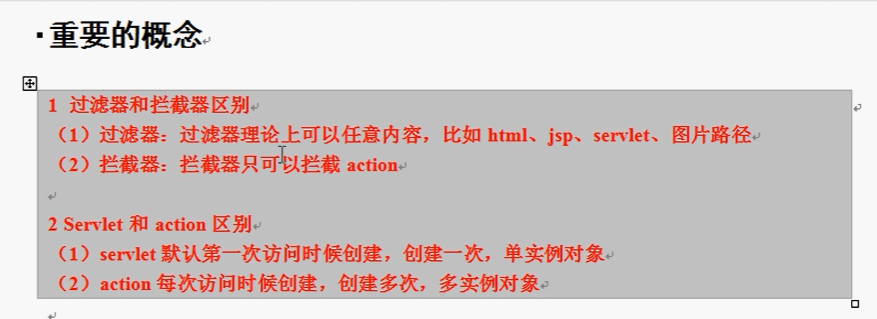 ▪重要的概念
1 过滤器和拦截器区别
（1）过滤器：过滤器理论上可以任意内容，比如 html、jsp、servlet、图片路径
（2）拦截器：拦截器只可以拦截 action
2 Servlet 和 action 区别
（1）servlet 默认第一次访问时候创建，创建一次，单实例对象
（2）action 每次访问时候创建，创建多次，多实例对象